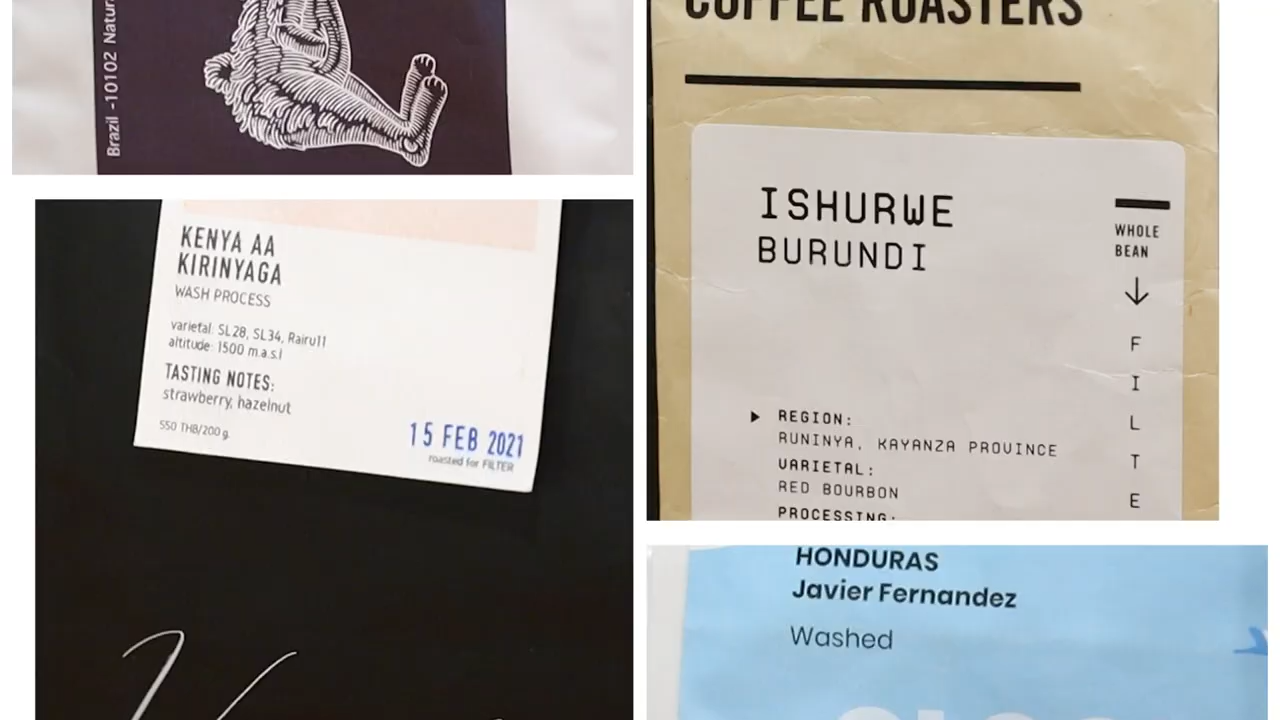 Brazil -10102 Natur
KENYA AA
KIRINYAGA
WASH PROCESS
varietal: SL28, SL34, Rairu11
altitude: 1500 m.a.s.l
TASTING NOTES:
strawberry, hazelnut
550 THB/200 g.
15 FEB 2021
roasted for FILTER
COFFEE ROASTERS
ISHURWE
BURUNDI
WHOLE
BEAN
FILTE
REGION:
RUNINYA, KAYANZA PROVINCE
VARIETAL:
RED BOURBON
PROCESSING:
HONDURAS
Javier Fernandez
Washed